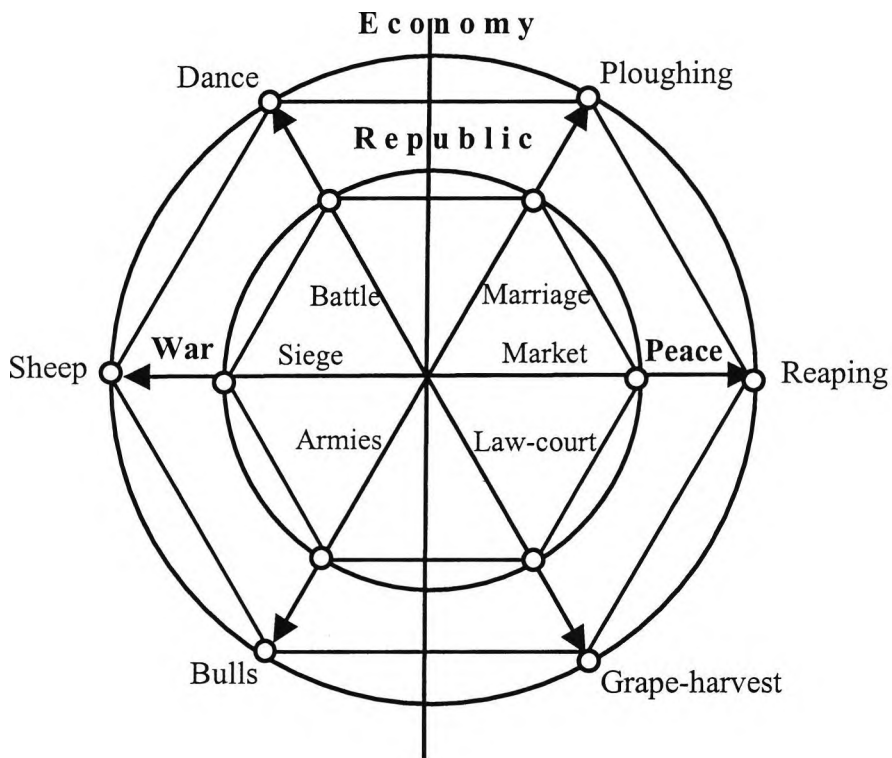 Economy
Dance
Ploughing
Republic
Battle
Marriage
War
Siege
Market
Peace
Sheep
Reaping
Armies
Law-court
Bulls
Grape-harvest